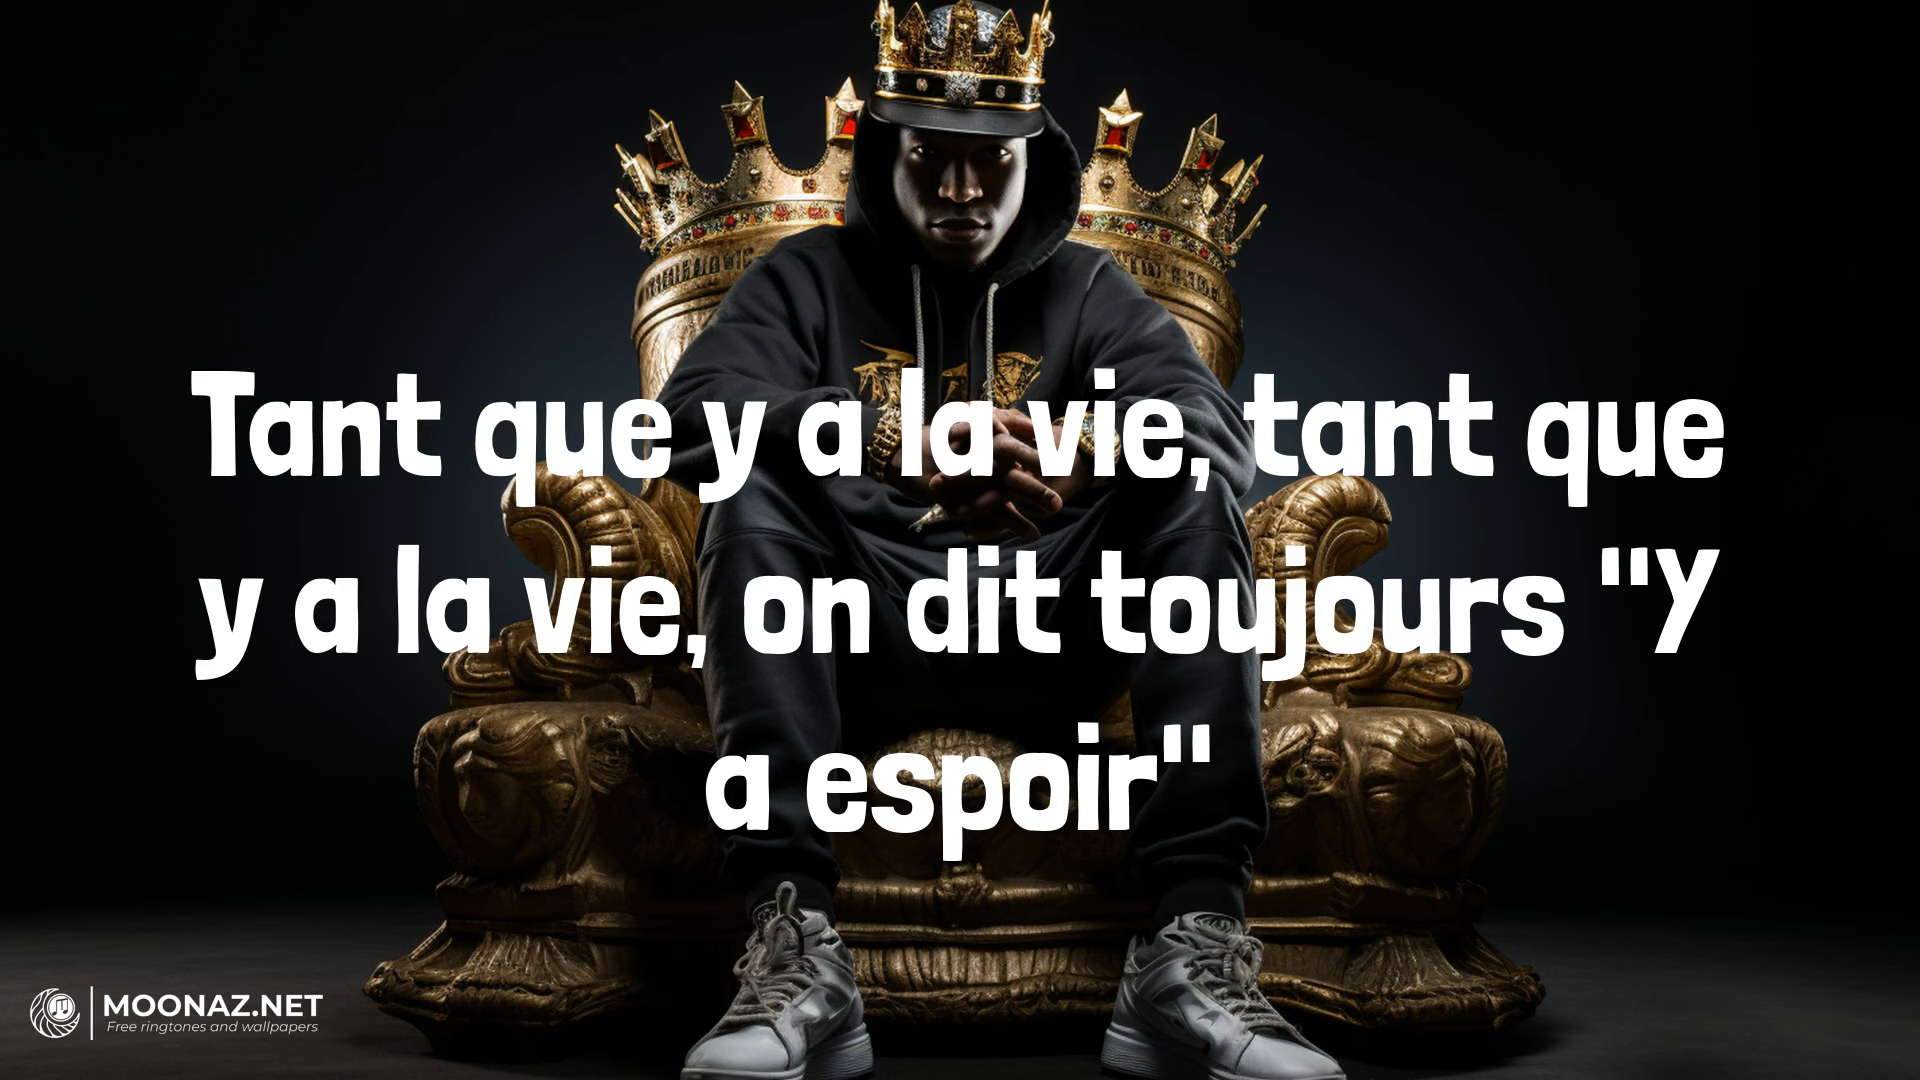 Tant que y a la vie, tant que
y a la vie, on dit toujours "Y
a espoir"
MOONAZ.NET
Free ringtones and wallpapers